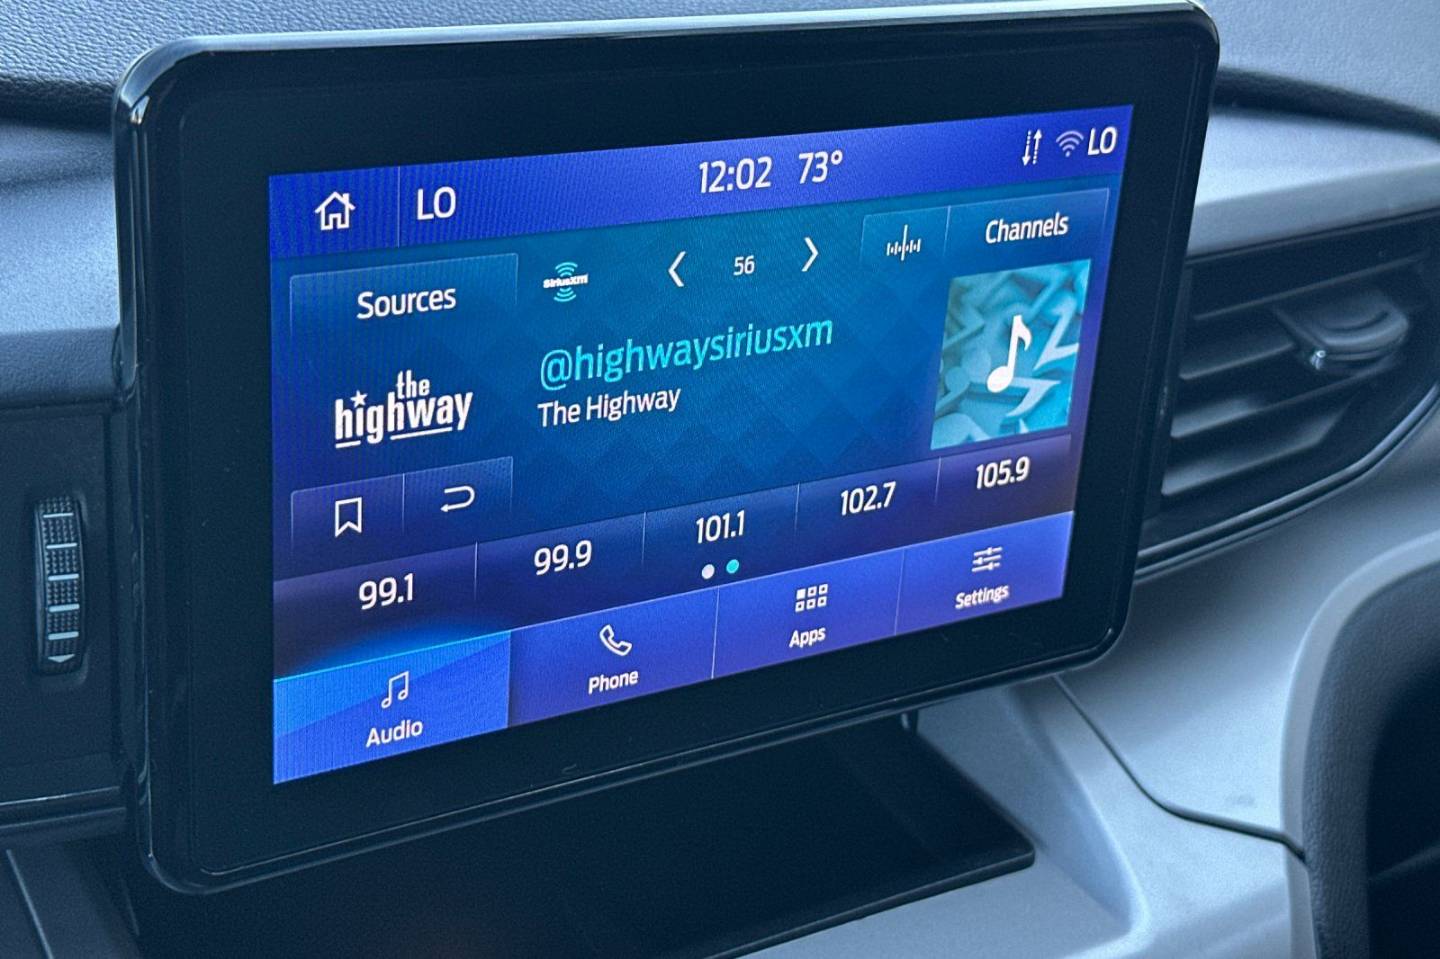 LO
12:02 73°
LO
Sources
SiriusXM
56
Channels
@highwaysiriusxm
The Highway
the
highway
99.1
99.9
101.1
102.7
105.9
Audio
Phone
Apps
Settings